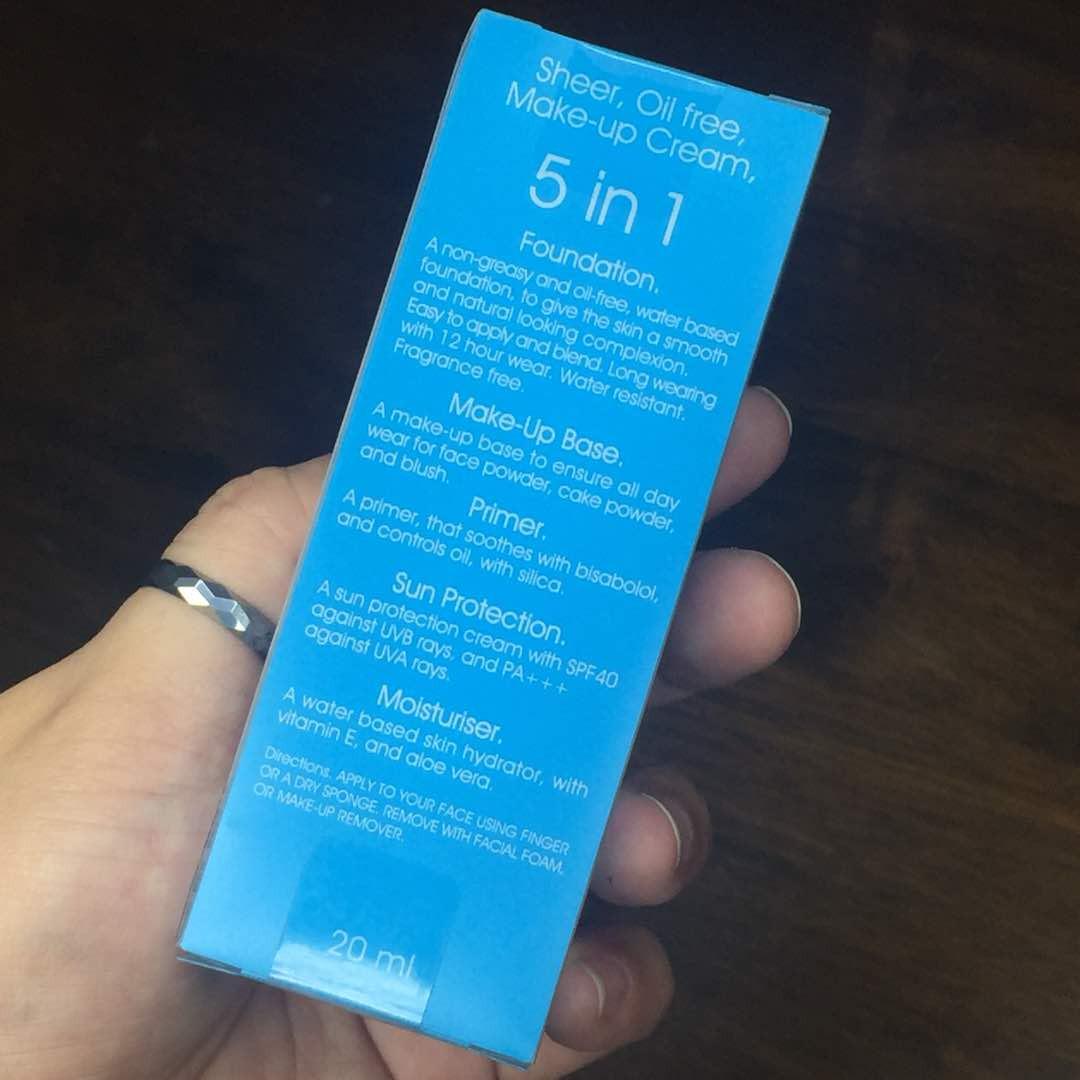 Sheer, Oil free,
Make-up Cream,
5 in 1
Foundation.
A non-greasy and oil-free, water based
foundation, to give the skin a smooth
and natural looking complexion.
Easy to apply and blend. Long wearing
with 12 hour wear. Water resistant.
Fragrance free.
Make-Up Base.
A make-up base to ensure all day
wear for face powder, cake powder,
and blush.
Primer.
A primer, that soothes with bisabolol,
and controls oil, with silica.
Sun Protection.
A sun protection cream with SPF40
against UVB rays, and PA+++
against UVA rays.
Moisturiser.
A water based skin hydrator, with
vitamin E, and aloe vera.
Directions. APPLY TO YOUR FACE USING FINGER
OR A DRY SPONGE. REMOVE WITH FACIAL FOAM,
OR MAKE-UP REMOVER.
20 ml